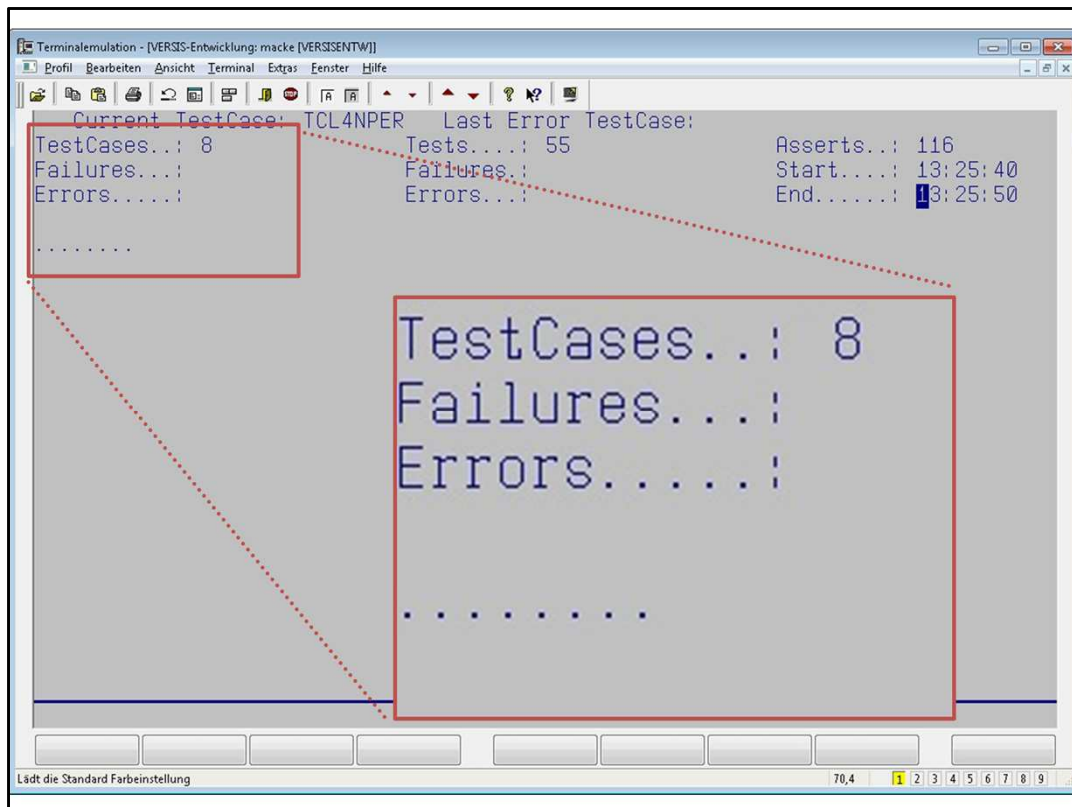 Terminalemulation - [VERSIS-Entwicklung: macke [VERSISENTW]]
Profil Bearbeiten Ansicht Terminal Extras Fenster Hilfe
Current TestCase: TCL4NPER Last Error TestCase:
TestCases..: 8 Tests....: 55 Asserts..: 116
Failures...: Failures.: Start....: 13:25:40
Errors.....: Errors...: End......: 13:25:50
........
TestCases..: 8
Failures...:
Errors.....:
........
Lädt die Standard Farbeinstellung 70,4 1 2 3 4 5 6 7 8 9